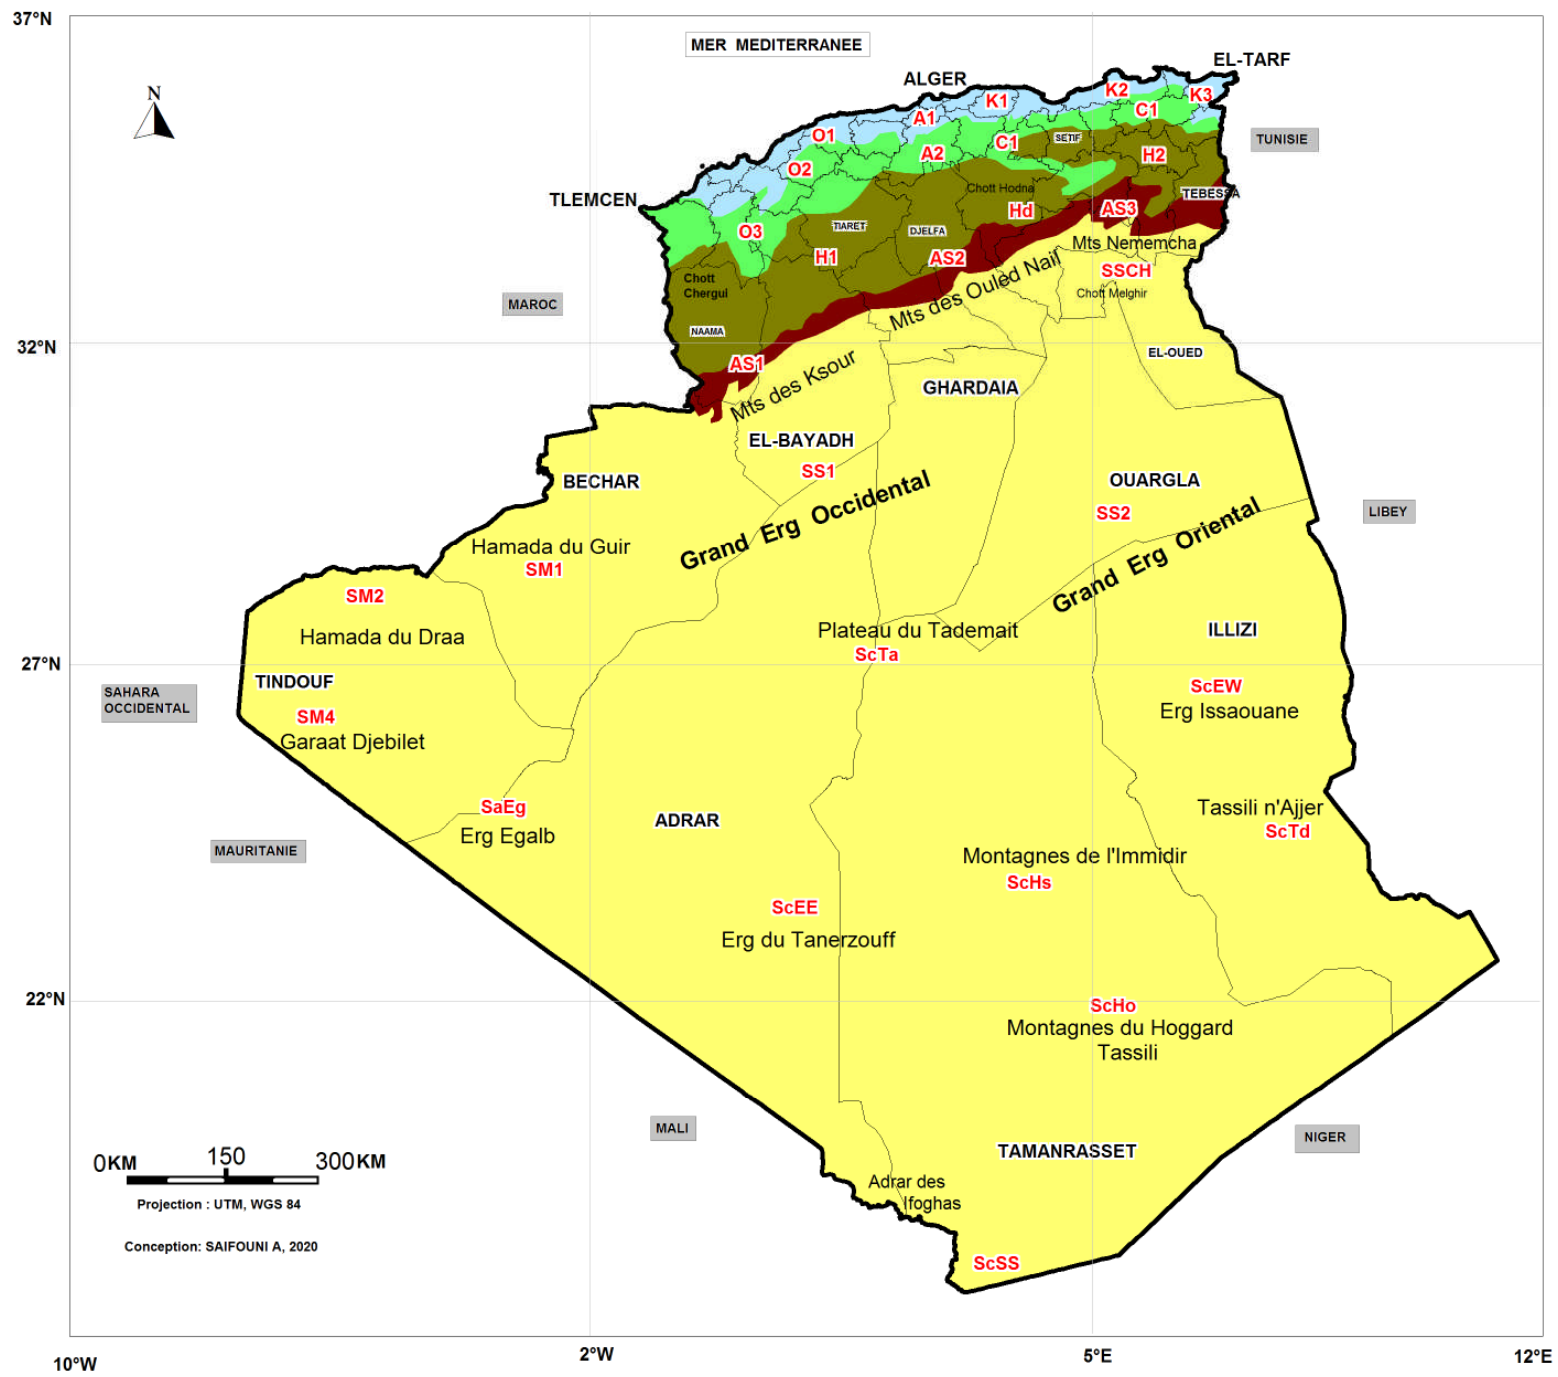 37°N
MER MEDITERRANEE
EL-TARF
ALGER
N
K2
K3
K1
C1
A1
O1
TUNISIE
SETIF
C1
A2
H2
O2
Chott Hodna
TEBESSA
TLEMCEN
AS3
Hd
TIARET
DJELFA
O3
Mts Nememcha
H1
AS2
SSCH
Chott
Chergul
Mts des Ouled Nail
Chott Melghir
MAROC
NAAMA
32°N
EL-OUED
AS1
Mts des Ksour
GHARDAIA
EL-BAYADH
SS1
BECHAR
OUARGLA
Grand Erg Occidental
SS2
LIBEY
Hamada du Guir
SM1
Grand Erg Oriental
SM2
Hamada du Draa
Plateau du Tademait
ILLIZI
ScTa
27°N
TINDOUF
ScEW
SAHARA
OCCIDENTAL
Erg Issaouane
SM4
Garaat Djebilet
SaEg
Erg Egalb
ADRAR
Tassili n'Ajjer
ScTd
MAURITANIE
Montagnes de l'Immidir
ScHs
ScEE
Erg du Tanerzouff
22°N
ScHo
Montagnes du Hoggard
Tassili
MALI
NIGER
TAMANRASSET
0KM 150 300KM
Adrar des
Ifoghas
Projection : UTM, WGS 84
Conception: SAIFOUNI A, 2020
ScSS
10°W
2°W
5°E
12°E